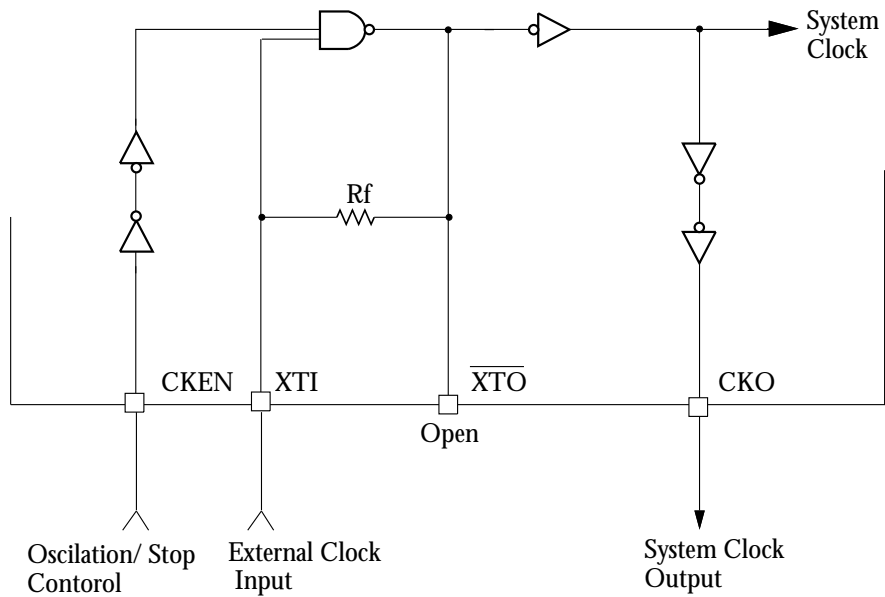 System
Clock
Rf
CKEN
XTI
XTO
CKO
Open
Oscilation/ Stop
Contorol
External Clock
Input
System Clock
Output